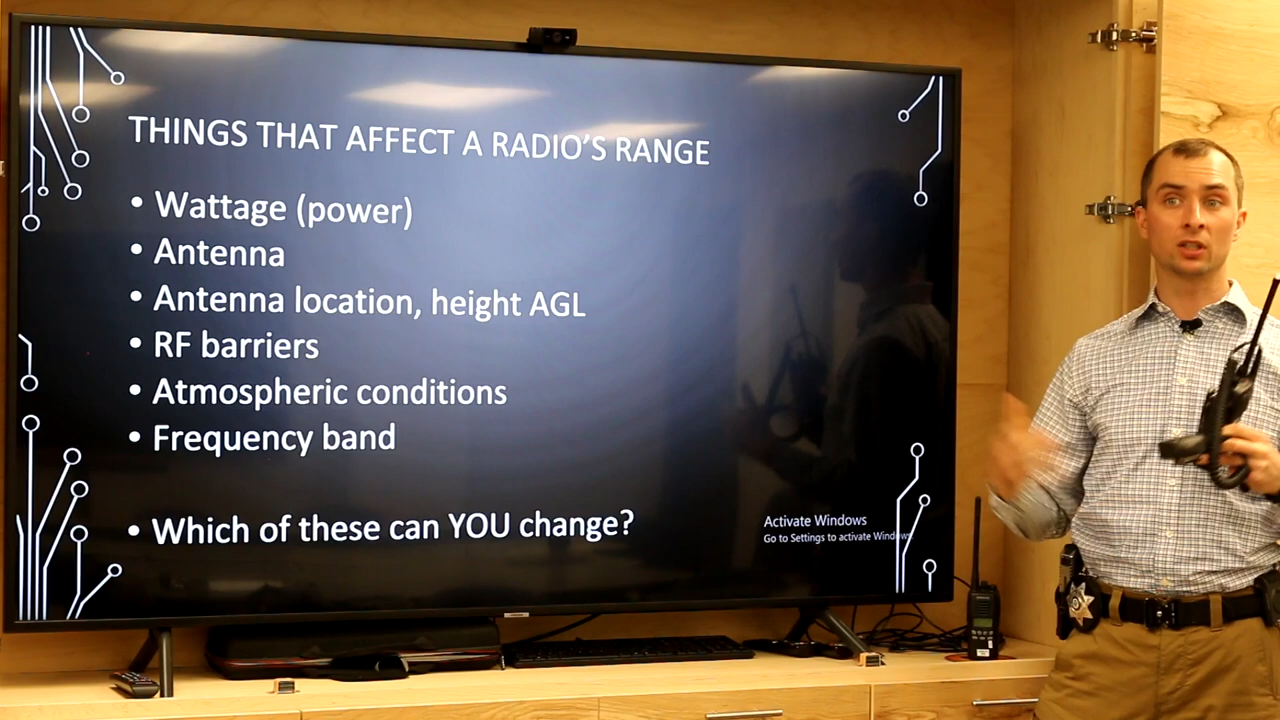 THINGS THAT AFFECT A RADIO'S RANGE
• Wattage (power)
• Antenna
• Antenna location, height AGL
• RF barriers
• Atmospheric conditions
• Frequency band
• Which of these can YOU change?
Activate Windows
Go to Settings to activate Windows.